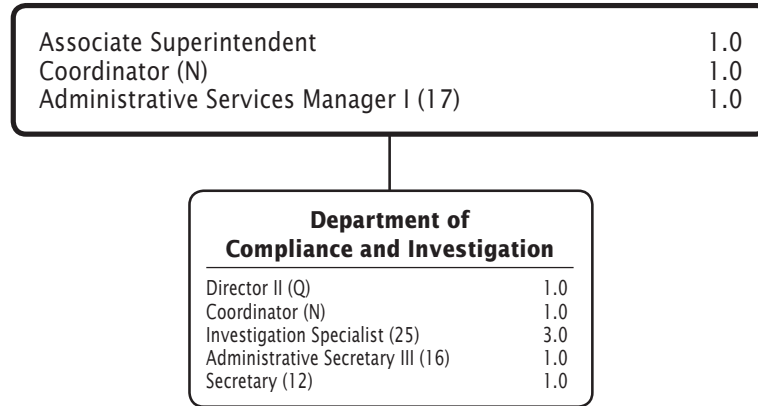 Associate Superintendent 1.0
Coordinator (N) 1.0
Administrative Services Manager I (17) 1.0
Department of
Compliance and Investigation
Director II (Q) 1.0
Coordinator (N) 1.0
Investigation Specialist (25) 3.0
Administrative Secretary III (16) 1.0
Secretary (12) 1.0